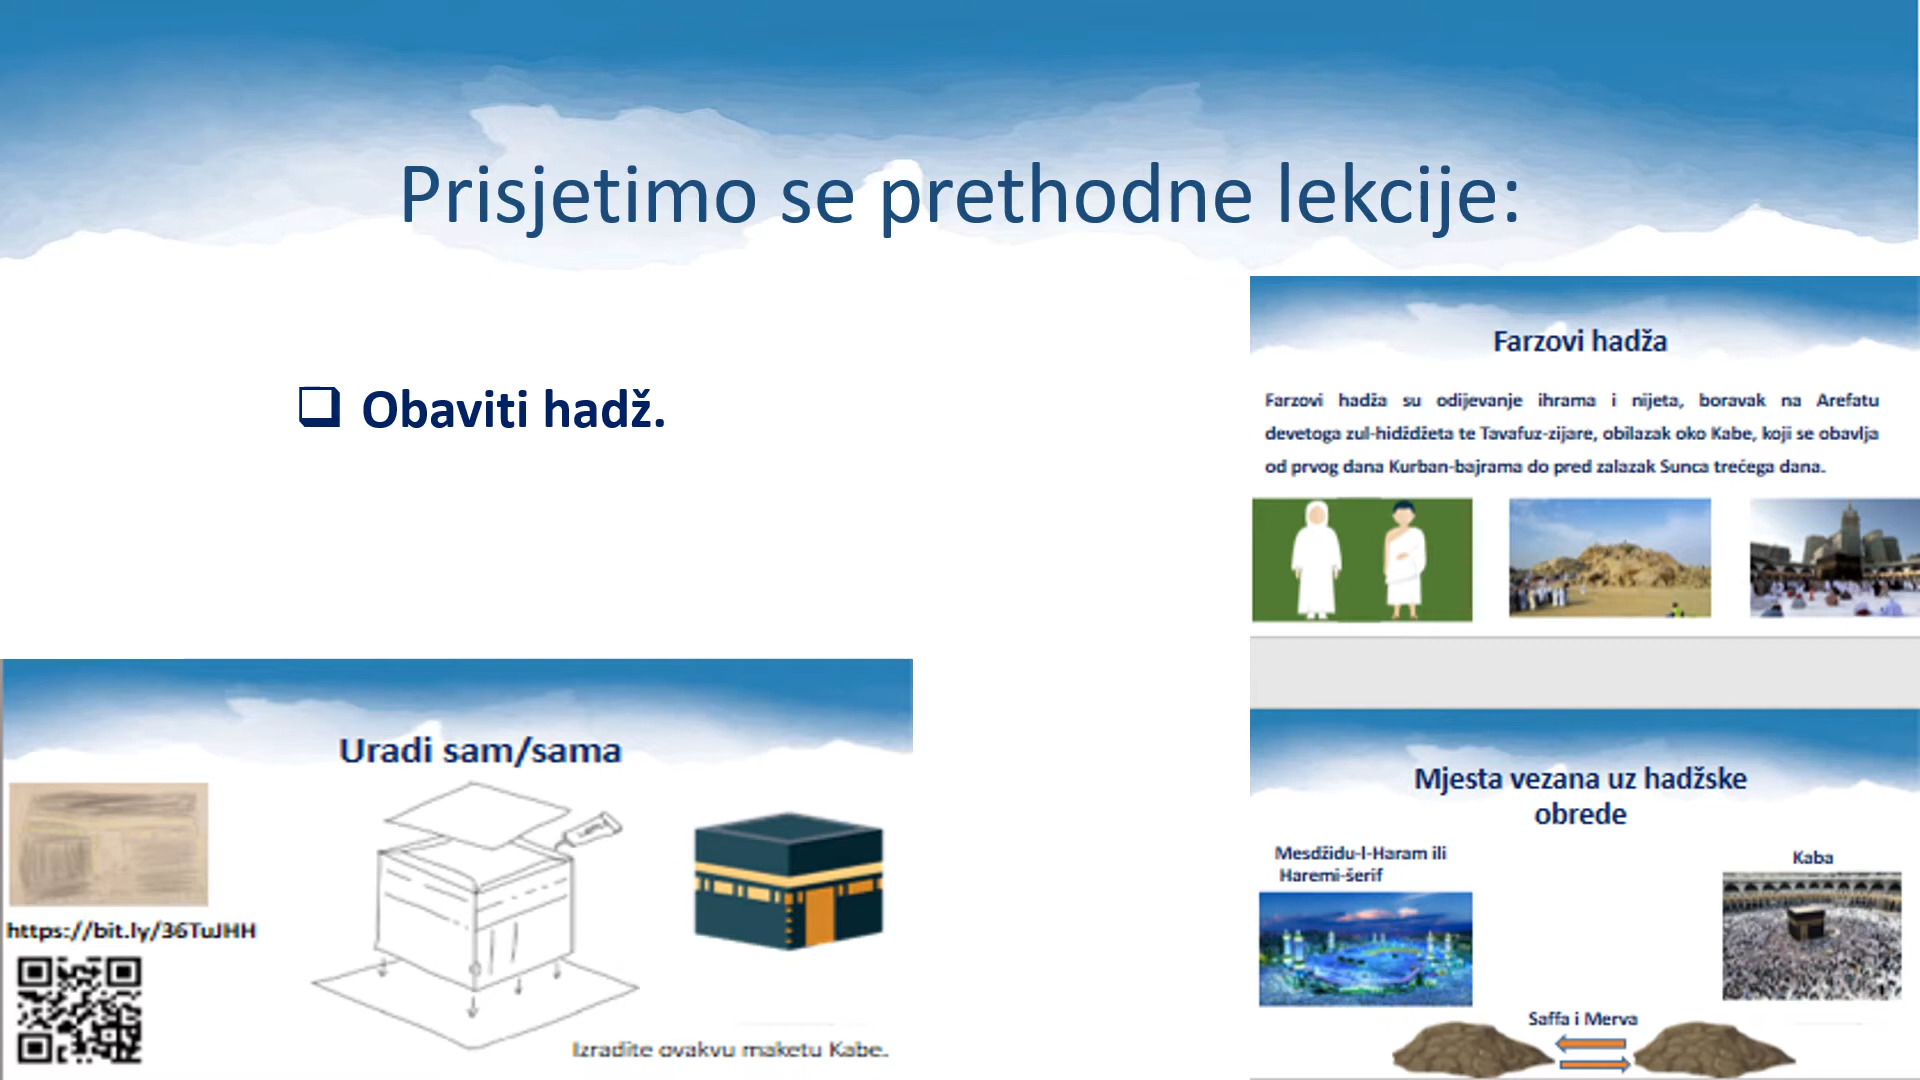 Prisjetimo se prethodne lekcije:
❑ Obaviti hadž.
Farzovi hadža
Farzovi hadža su odijevanje ihrama i nijeta, boravak na Arefatu
devetoga zul-hidždžeta te Tavafuz-zijare, obilazak oko Kabe, koji se obavlja
od prvog dana Kurban-bajrama do pred zalazak Sunca trećega dana.
Uradi sam/sama
https://bit.ly/36TuJHH
Izradite ovakvu maketu Kabe.
Mjesta vezana uz hadžske
obrede
Mesdžidu-l-Haram ili
Haremi-šerif
Kaba
Saffa i Merva